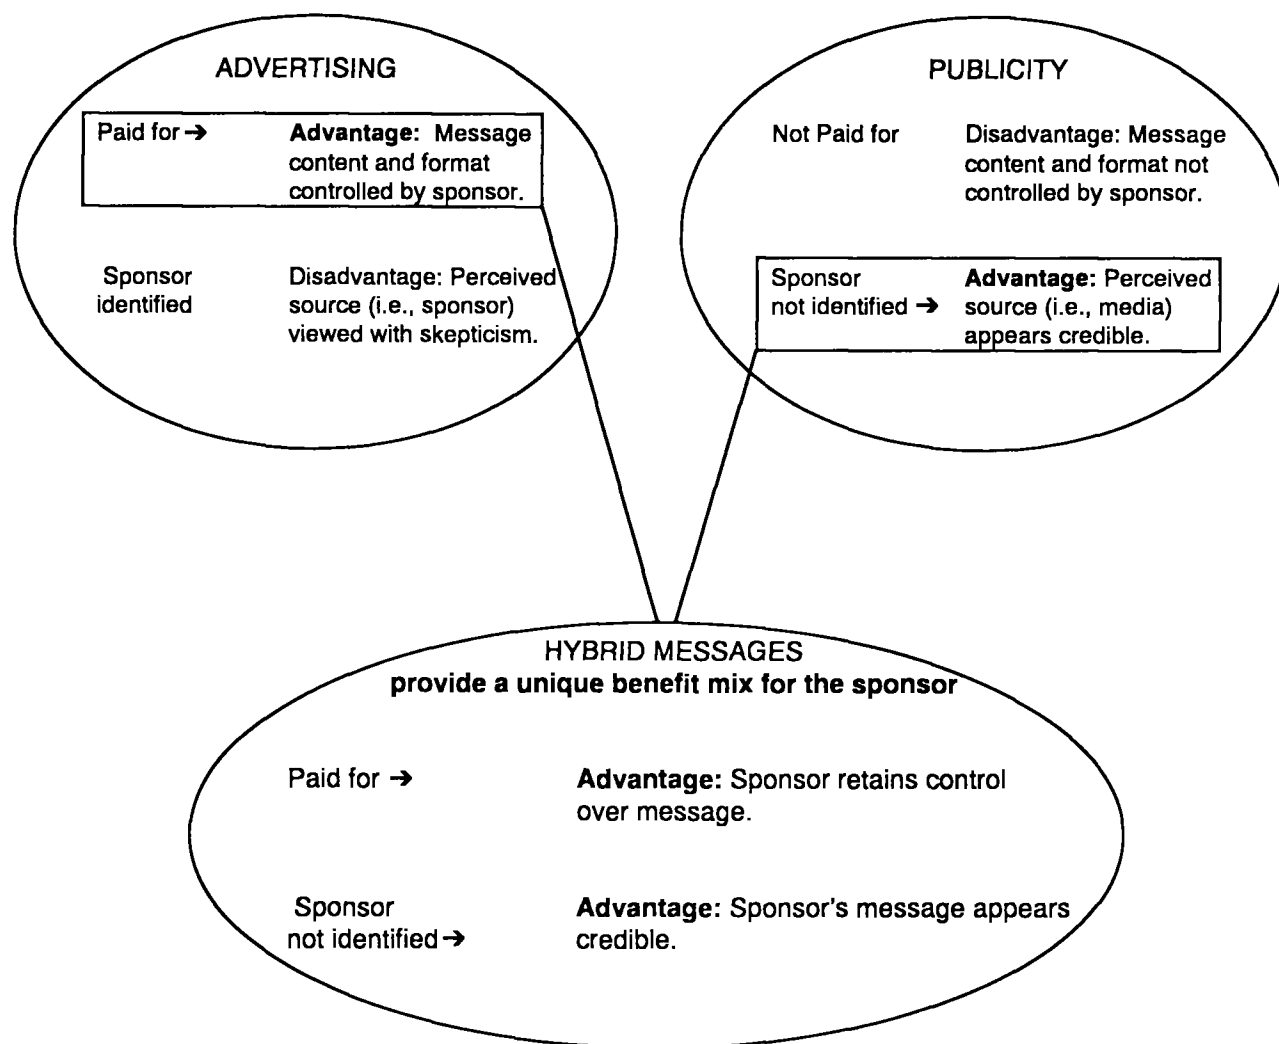 ADVERTISING
Paid for → Advantage: Message
content and format
controlled by sponsor.
Sponsor Disadvantage: Perceived
identified source (i.e., sponsor)
viewed with skepticism.
PUBLICITY
Not Paid for Disadvantage: Message
content and format not
controlled by sponsor.
Sponsor Advantage: Perceived
not identified → source (i.e., media)
appears credible.
HYBRID MESSAGES
provide a unique benefit mix for the sponsor
Paid for → Advantage: Sponsor retains control
over message.
Sponsor Advantage: Sponsor's message appears
not identified → credible.